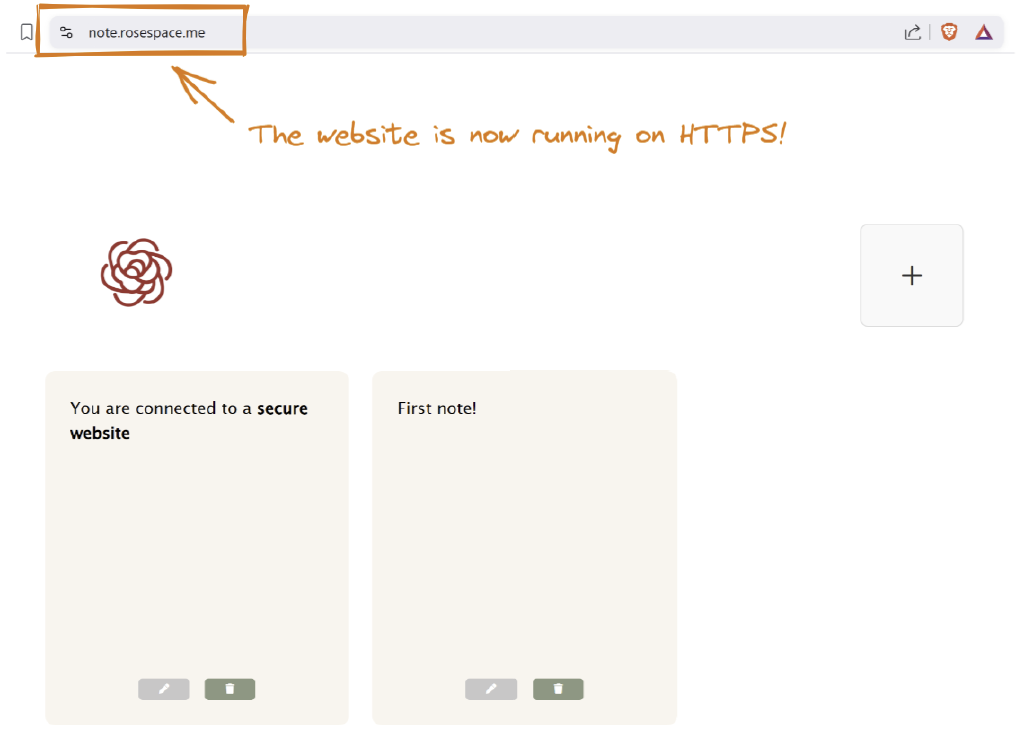 note.rosespace.me
The website is now running on HTTPS!
+
You are connected to a secure
website
First note!